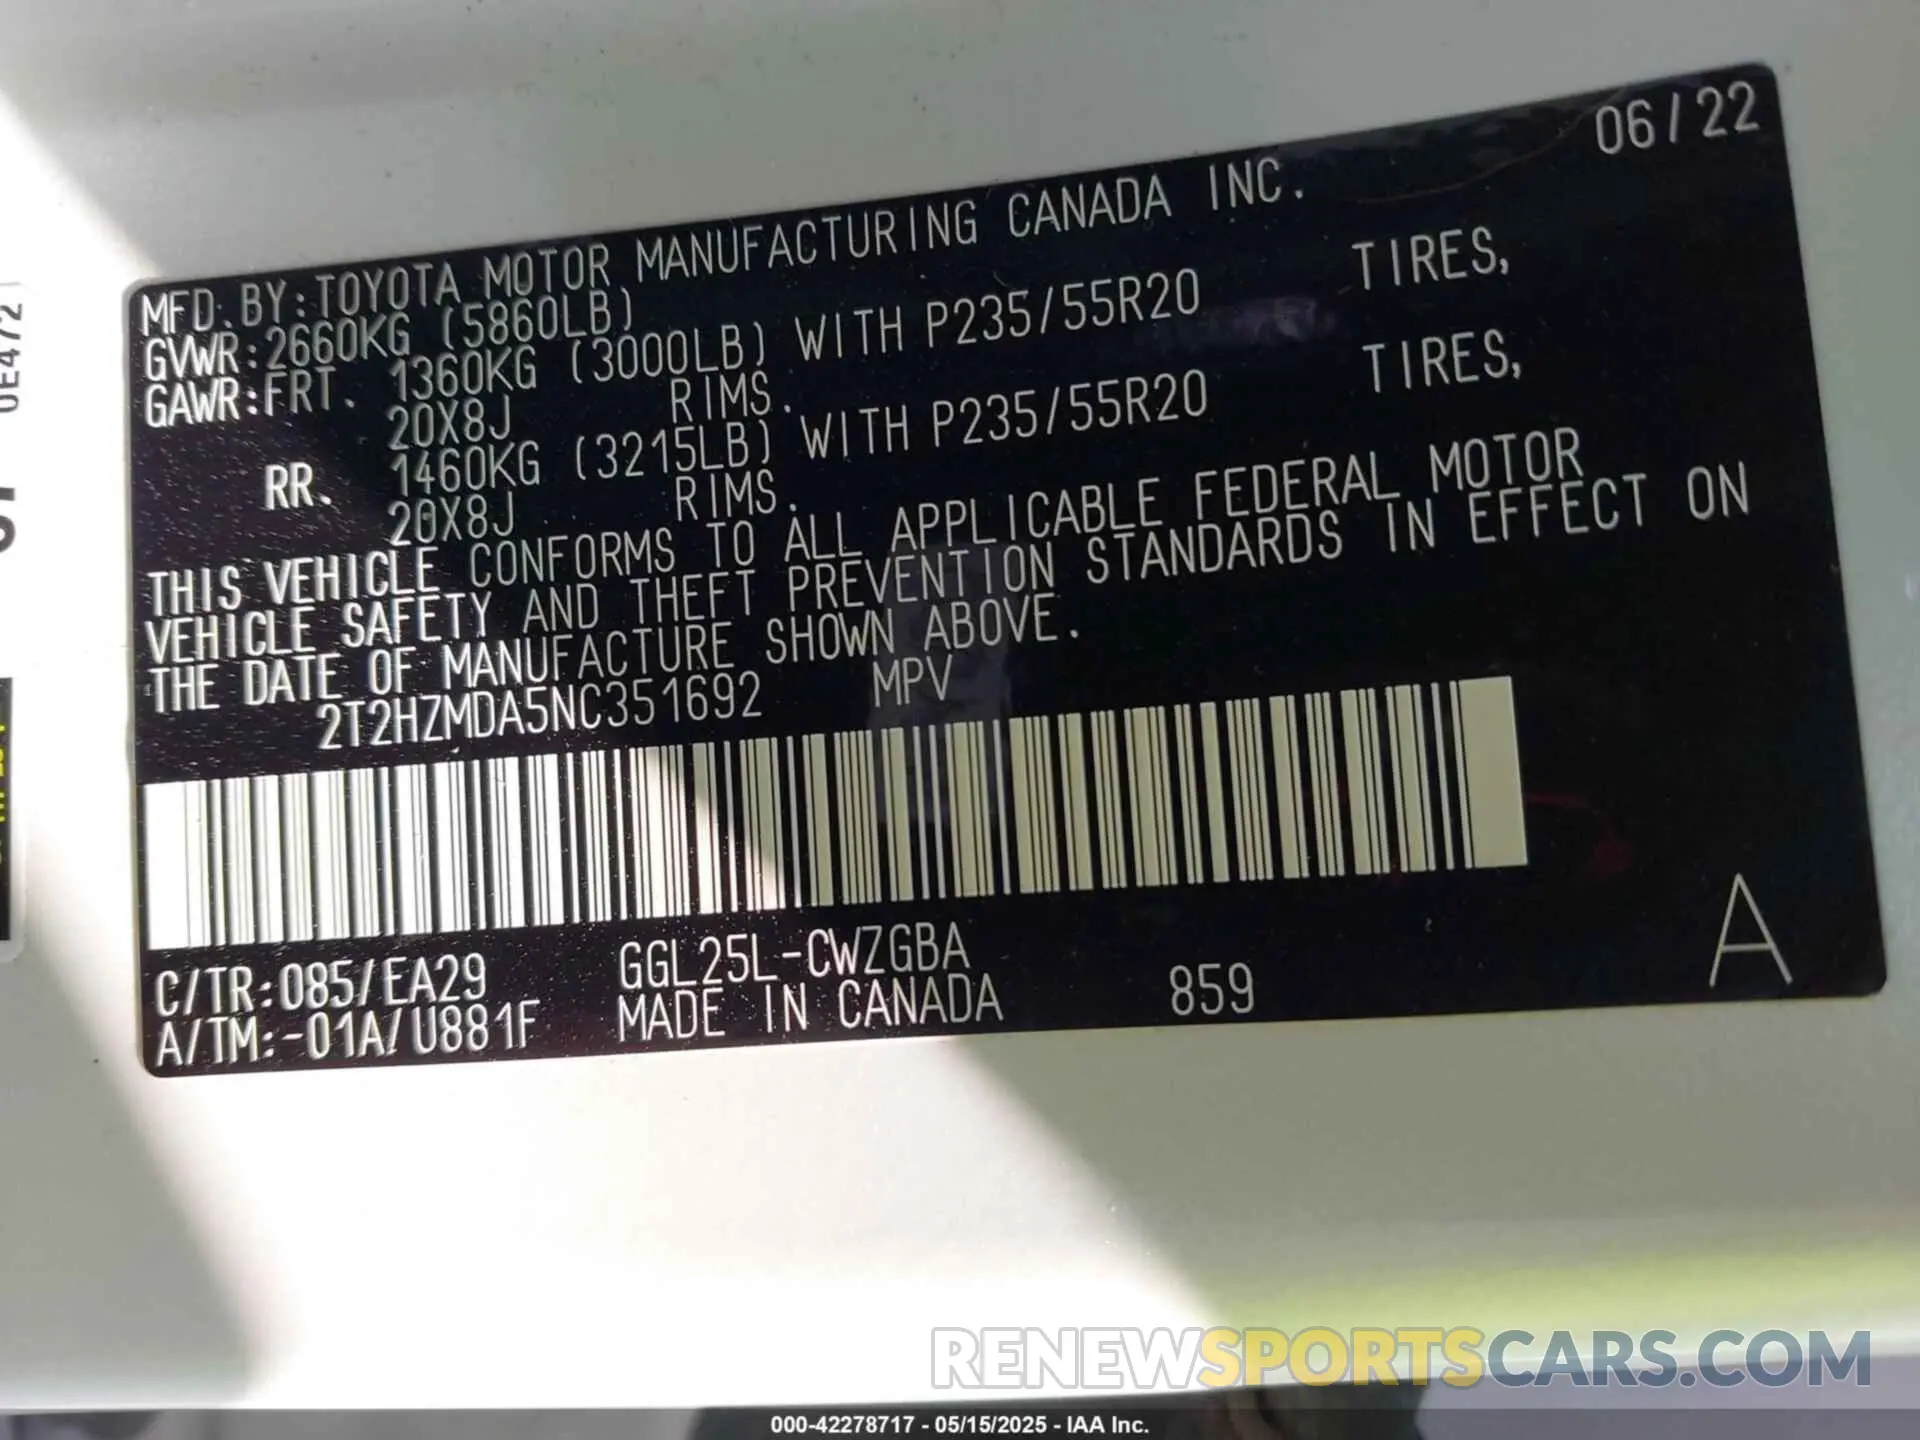 06/22
MFD. BY:TOYOTA MOTOR MANUFACTURING CANADA INC.
GVWR:2660KG (5860LB)
GAWR:FRT. 1360KG (3000LB) WITH P235/55R20 TIRES,
20X8J RIMS.
RR. 1460KG (3215LB) WITH P235/55R20 TIRES,
20X8J RIMS.
THIS VEHICLE CONFORMS TO ALL APPLICABLE FEDERAL MOTOR
VEHICLE SAFETY AND THEFT PREVENTION STANDARDS IN EFFECT ON
THE DATE OF MANUFACTURE SHOWN ABOVE.
2T2HZMDA5NC351692 MPV
C/TR:085/EA29 GGL25L-CWZGBA
A/TM:-01A/U881F MADE IN CANADA 859 A
RENEWSPORTSCARS.COM
000-42278717 - 05/15/2025 - IAA Inc.